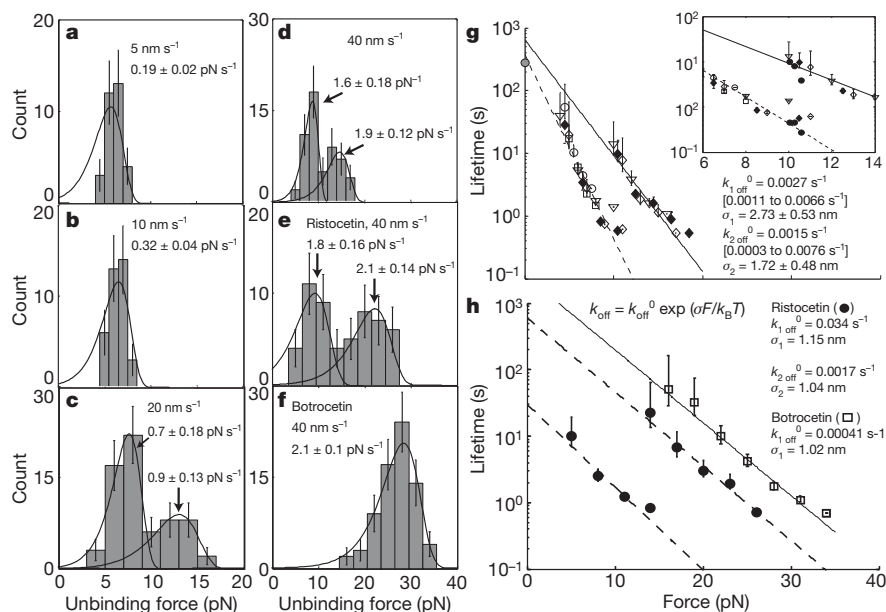 a
5 nm s⁻¹
0.19 ± 0.02 pN s⁻¹
Count
20
10
0
b
10 nm s⁻¹
0.32 ± 0.04 pN s⁻¹
Count
20
10
0
c
20 nm s⁻¹
0.7 ± 0.18 pN s⁻¹
0.9 ± 0.13 pN s⁻¹
Count
30
20
10
0
0 5 10 15 20
Unbinding force (pN)
d
40 nm s⁻¹
1.6 ± 0.18 pN⁻¹
1.9 ± 0.12 pN s⁻¹
30
15
0
e
Ristocetin, 40 nm s⁻¹
1.8 ± 0.16 pN s⁻¹
2.1 ± 0.14 pN s⁻¹
20
10
0
f
Botrocetin
40 nm s⁻¹
2.1 ± 0.1 pN s⁻¹
30
20
10
0
0 10 20 30 40
Unbinding force (pN)
g
Lifetime (s)
10³
10²
10¹
10⁰
10⁻¹
10²
10¹
10⁰
10⁻¹
6 8 10 12 14
k₁ off⁰ = 0.0027 s⁻¹
[0.0011 to 0.0066 s⁻¹]
σ₁ = 2.73 ± 0.53 nm
k₂ off⁰ = 0.0015 s⁻¹
[0.0003 to 0.0076 s⁻¹]
σ₂ = 1.72 ± 0.48 nm
h
k_off = k_off⁰ exp (σF/k_BT)
Lifetime (s)
10³
10²
10¹
10⁰
10⁻¹
0 10 20 30 40
Force (pN)
Ristocetin (●)
k₁ off⁰ = 0.034 s⁻¹
σ₁ = 1.15 nm
k₂ off⁰ = 0.0017 s⁻¹
σ₂ = 1.04 nm
Botrocetin (□)
k₁ off⁰ = 0.00041 s-1
σ₁ = 1.02 nm